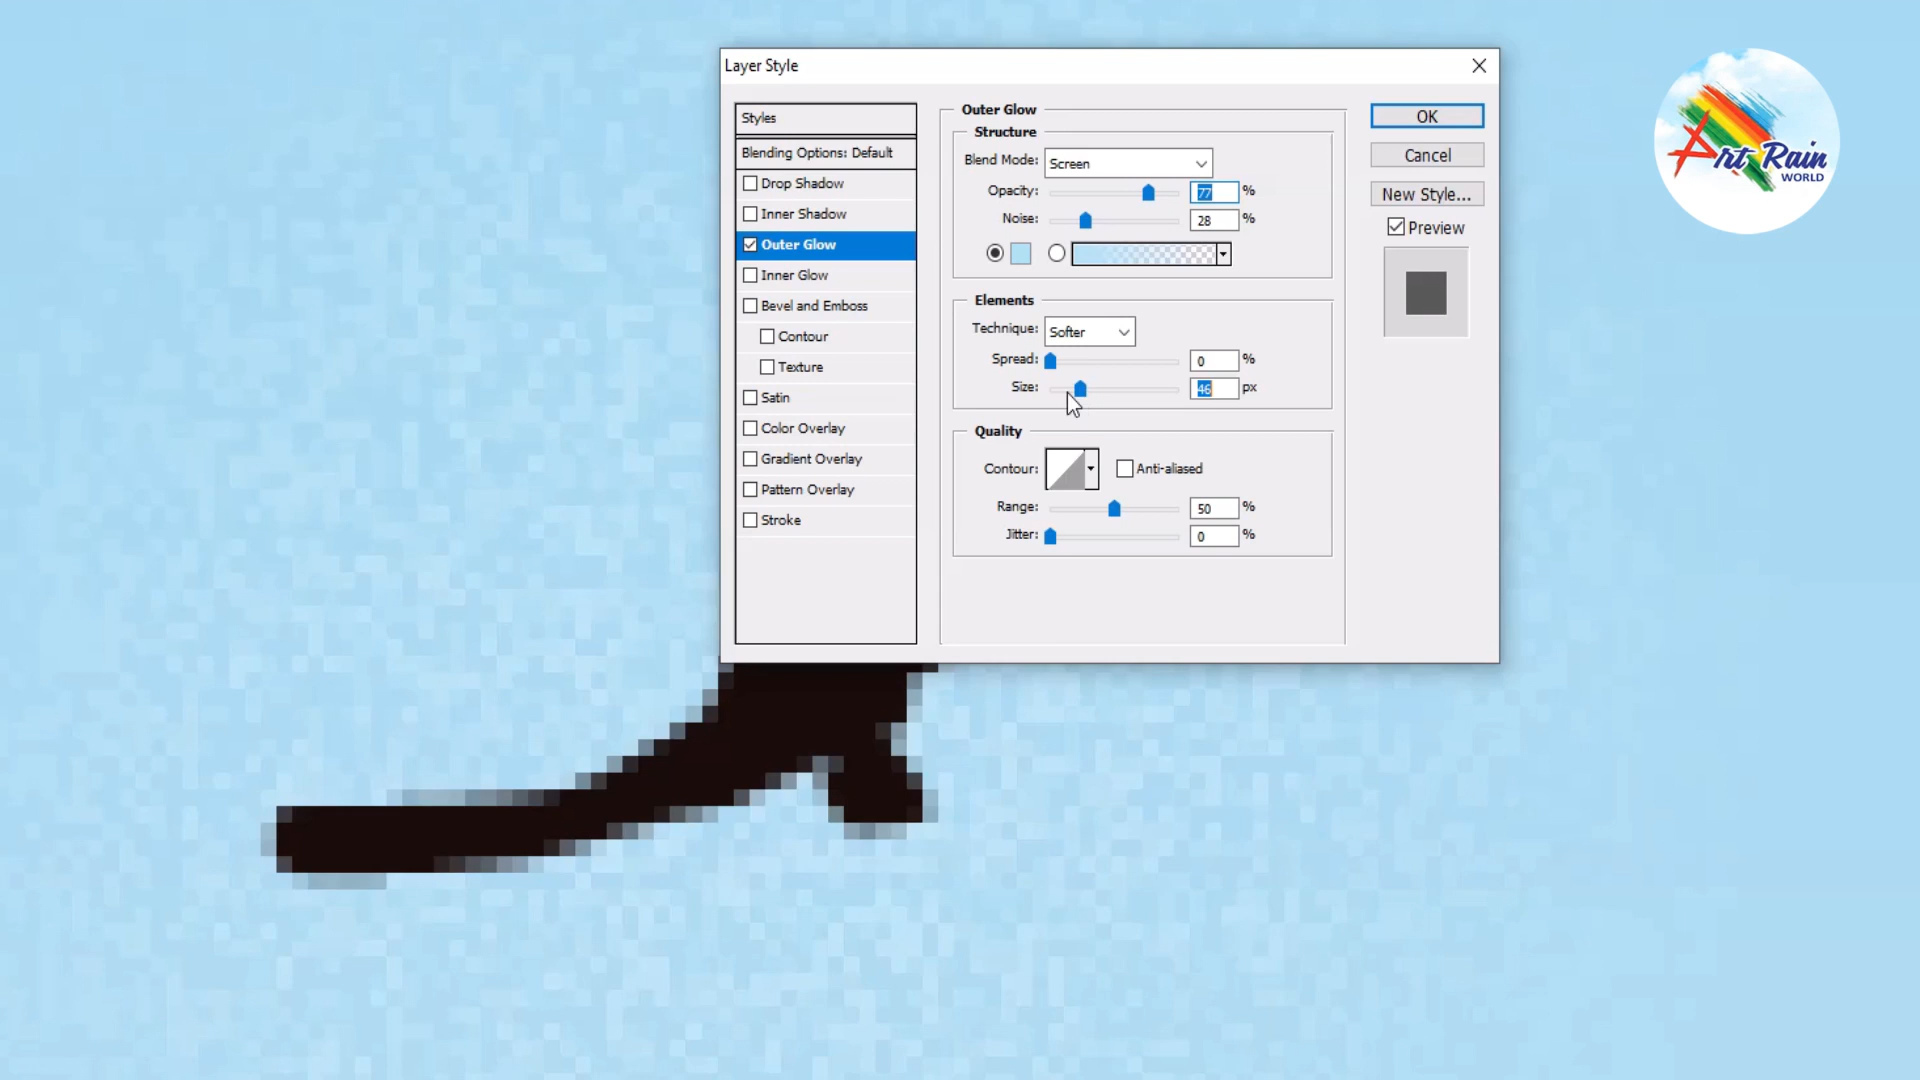 Layer Style
Styles
Blending Options: Default
Drop Shadow
Inner Shadow
Outer Glow
Inner Glow
Bevel and Emboss
Contour
Texture
Satin
Color Overlay
Gradient Overlay
Pattern Overlay
Stroke
Outer Glow
Structure
Blend Mode: Screen
Opacity: 77 %
Noise: 28 %
Elements
Technique: Softer
Spread: 0 %
Size: 46 px
Quality
Contour: Anti-aliased
Range: 50 %
Jitter: 0 %
OK
Cancel
New Style...
Preview
Art Rain
WORLD